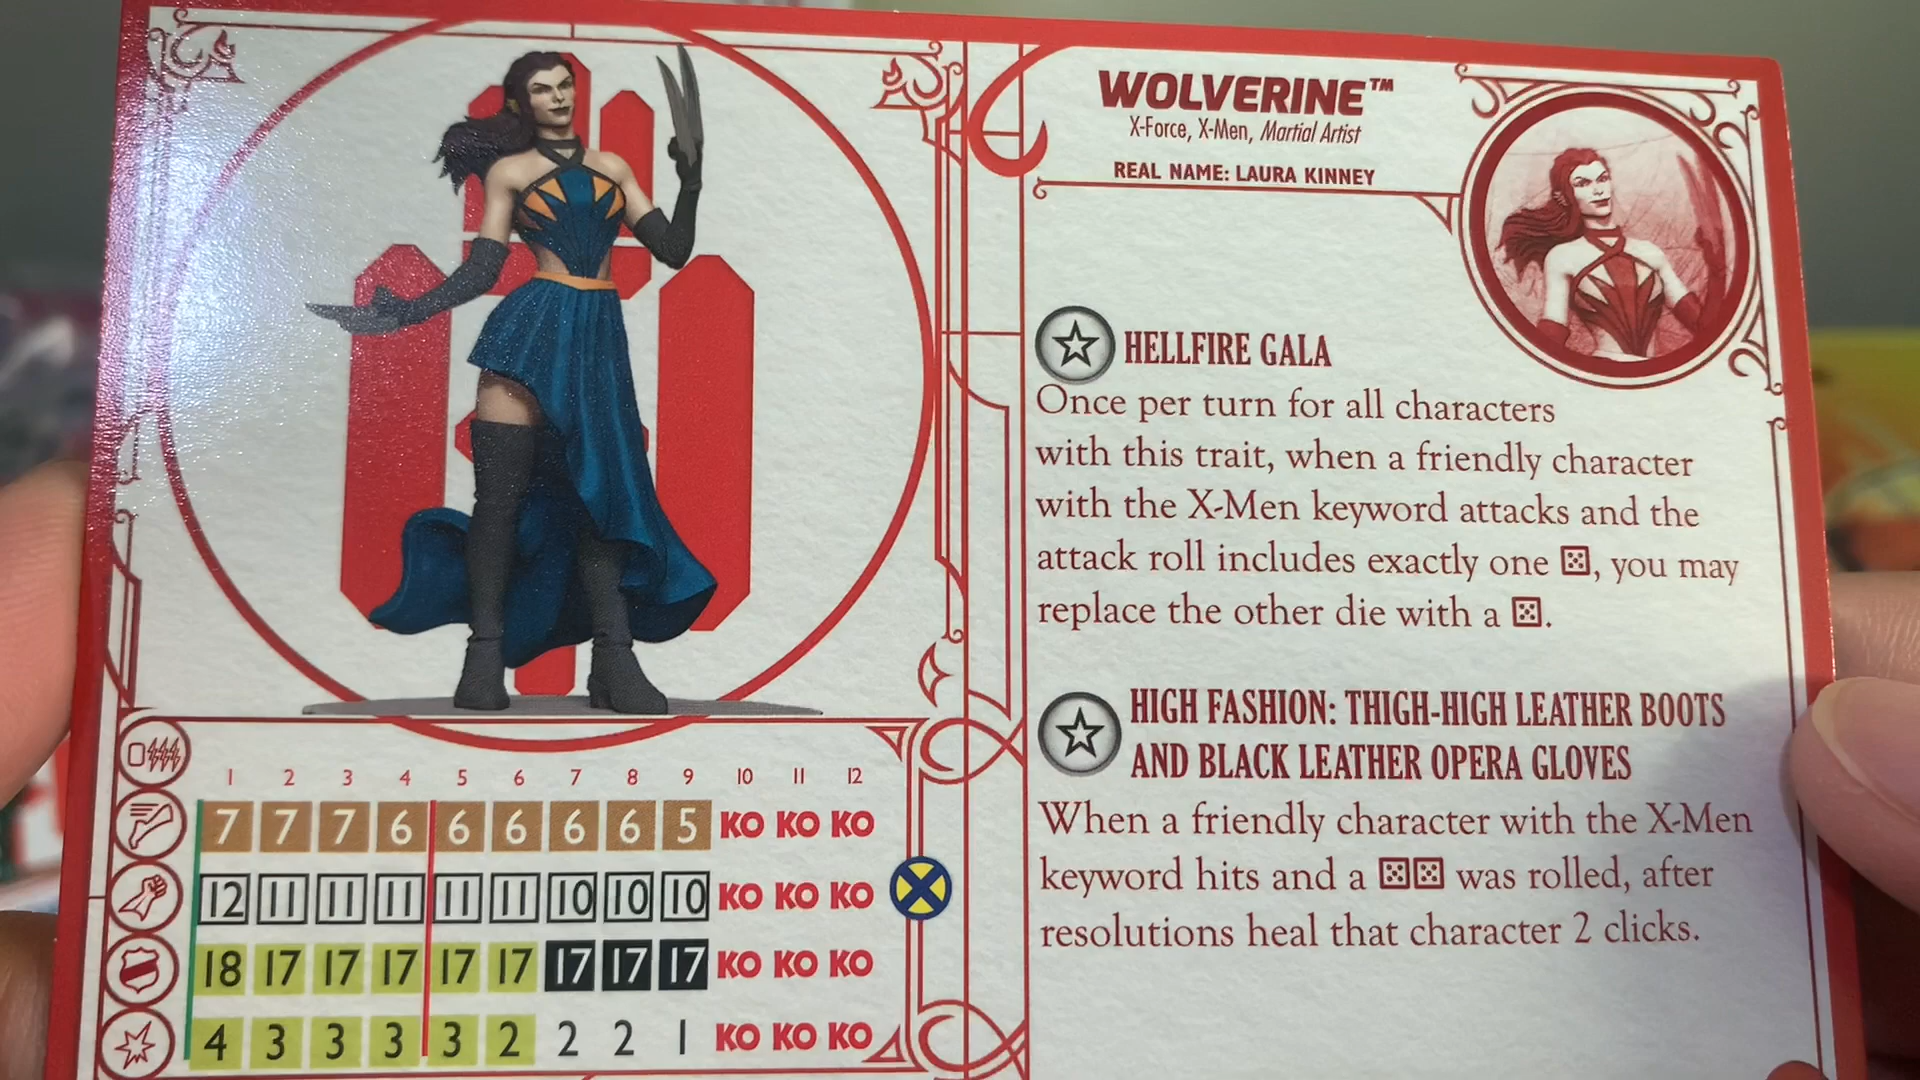 WOLVERINE™
X-Force, X-Men, Martial Artist
REAL NAME: LAURA KINNEY
HELLFIRE GALA
Once per turn for all characters
with this trait, when a friendly character
with the X-Men keyword attacks and the
attack roll includes exactly one ⚄, you may
replace the other die with a ⚄.
HIGH FASHION: THIGH-HIGH LEATHER BOOTS
AND BLACK LEATHER OPERA GLOVES
When a friendly character with the X-Men
keyword hits and a ⚄⚄ was rolled, after
resolutions heal that character 2 clicks.
1 2 3 4 5 6 7 8 9 10 11 12
7 7 7 6 6 6 6 6 5 KO KO KO
12 11 11 11 11 11 10 10 10 KO KO KO
18 17 17 17 17 17 17 17 17 KO KO KO
4 3 3 3 3 2 2 2 1 KO KO KO